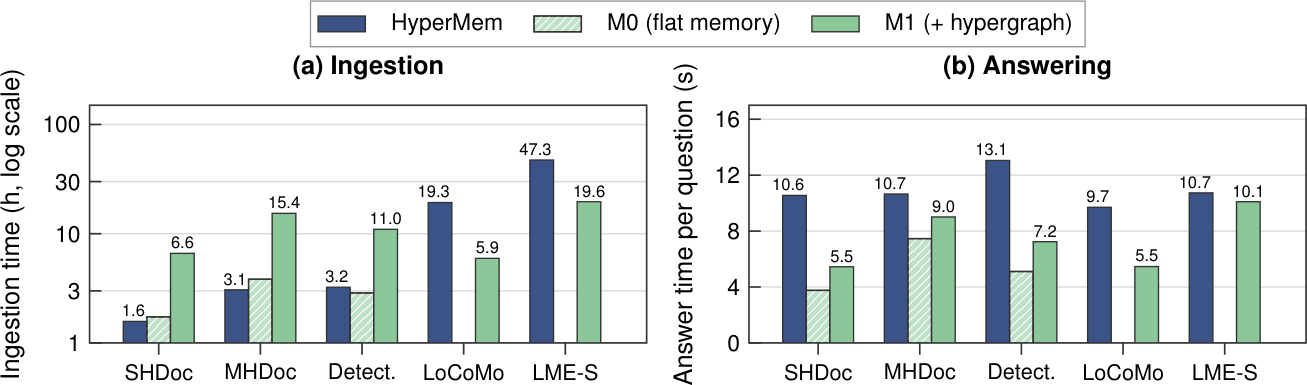 HyperMem M0 (flat memory) M1 (+ hypergraph)
(a) Ingestion
Ingestion time (h, log scale)
100
30
10
3
1
1.6 6.6 3.1 15.4 3.2 11.0 19.3 5.9 47.3 19.6
SHDoc MHDoc Detect. LoCoMo LME-S
(b) Answering
Answer time per question (s)
16
12
8
4
0
10.6 5.5 10.7 9.0 13.1 7.2 9.7 5.5 10.7 10.1
SHDoc MHDoc Detect. LoCoMo LME-S